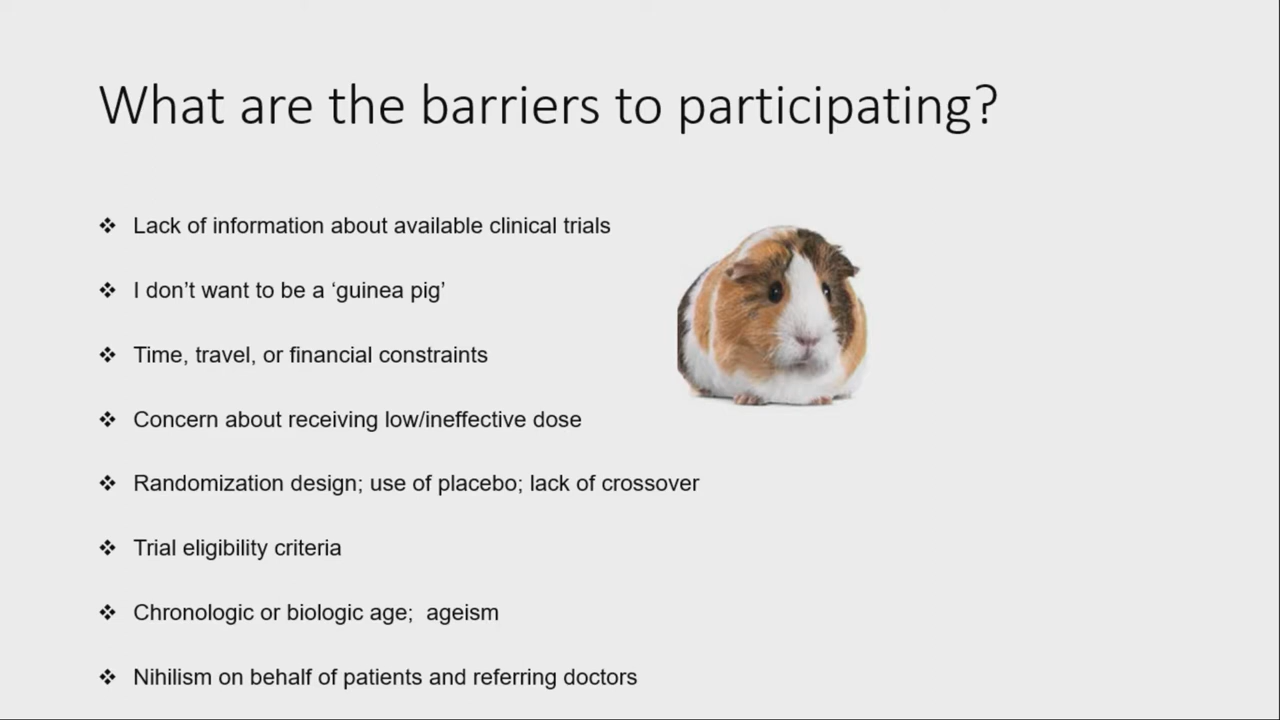 What are the barriers to participating?
❖ Lack of information about available clinical trials
❖ I don’t want to be a ‘guinea pig’
❖ Time, travel, or financial constraints
❖ Concern about receiving low/ineffective dose
❖ Randomization design; use of placebo; lack of crossover
❖ Trial eligibility criteria
❖ Chronologic or biologic age;  ageism
❖ Nihilism on behalf of patients and referring doctors